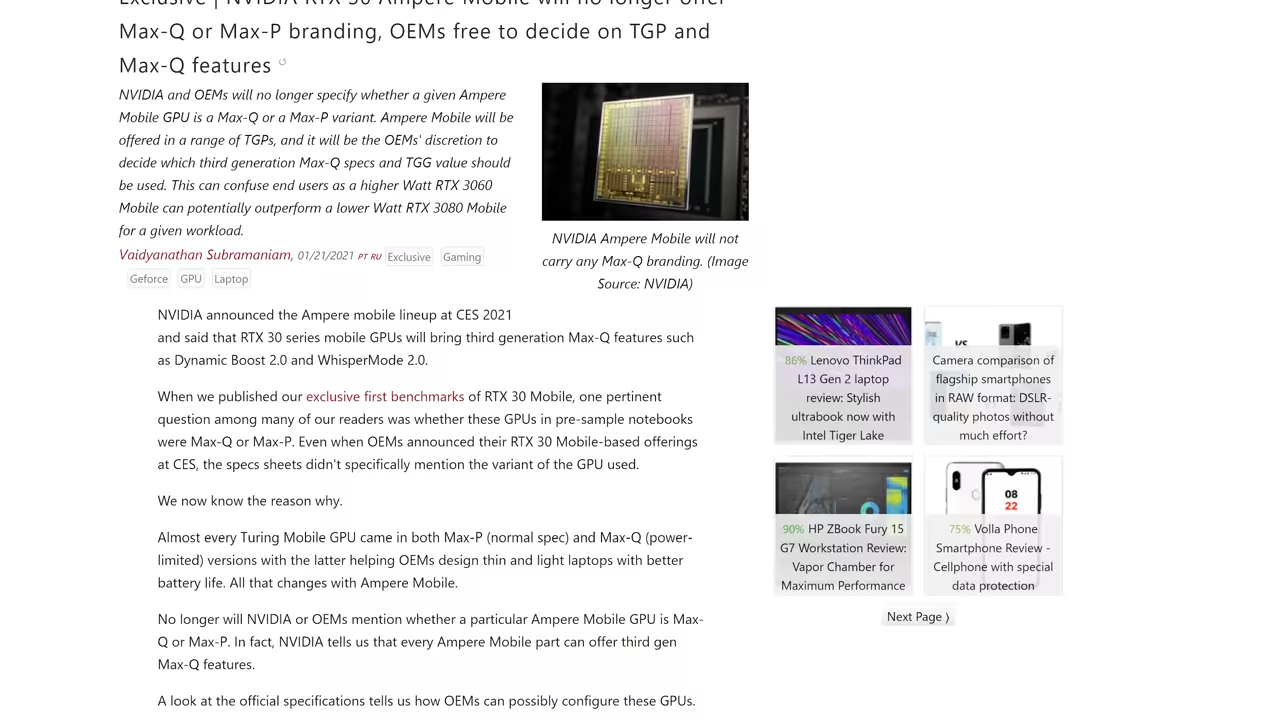 Exclusive | NVIDIA RTX 30 Ampere Mobile will no longer offer
Max-Q or Max-P branding, OEMs free to decide on TGP and
Max-Q features
NVIDIA and OEMs will no longer specify whether a given Ampere
Mobile GPU is a Max-Q or a Max-P variant. Ampere Mobile will be
offered in a range of TGPs, and it will be the OEMs' discretion to
decide which third generation Max-Q specs and TGG value should
be used. This can confuse end users as a higher Watt RTX 3060
Mobile can potentially outperform a lower Watt RTX 3080 Mobile
for a given workload.
Vaidyanathan Subramaniam, 01/21/2021 PT RU Exclusive Gaming
Geforce GPU Laptop
NVIDIA Ampere Mobile will not
carry any Max-Q branding. (Image
Source: NVIDIA)
NVIDIA announced the Ampere mobile lineup at CES 2021
and said that RTX 30 series mobile GPUs will bring third generation Max-Q features such
as Dynamic Boost 2.0 and WhisperMode 2.0.
When we published our exclusive first benchmarks of RTX 30 Mobile, one pertinent
question among many of our readers was whether these GPUs in pre-sample notebooks
were Max-Q or Max-P. Even when OEMs announced their RTX 30 Mobile-based offerings
at CES, the specs sheets didn't specifically mention the variant of the GPU used.
We now know the reason why.
Almost every Turing Mobile GPU came in both Max-P (normal spec) and Max-Q (power-
limited) versions with the latter helping OEMs design thin and light laptops with better
battery life. All that changes with Ampere Mobile.
No longer will NVIDIA or OEMs mention whether a particular Ampere Mobile GPU is Max-
Q or Max-P. In fact, NVIDIA tells us that every Ampere Mobile part can offer third gen
Max-Q features.
A look at the official specifications tells us how OEMs can possibly configure these GPUs.
86% Lenovo ThinkPad
L13 Gen 2 laptop
review: Stylish
ultrabook now with
Intel Tiger Lake
VS
Camera comparison of
flagship smartphones
in RAW format: DSLR-
quality photos without
much effort?
90% HP ZBook Fury 15
G7 Workstation Review:
Vapor Chamber for
Maximum Performance
08
22
75% Volla Phone
Smartphone Review -
Cellphone with special
data protection
Next Page ⟩